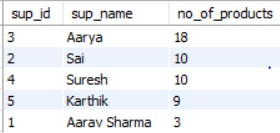 sup_id sup_name no_of_products
3 Aarya 18
2 Sai 10
4 Suresh 10
5 Karthik 9
1 Aarav Sharma 3